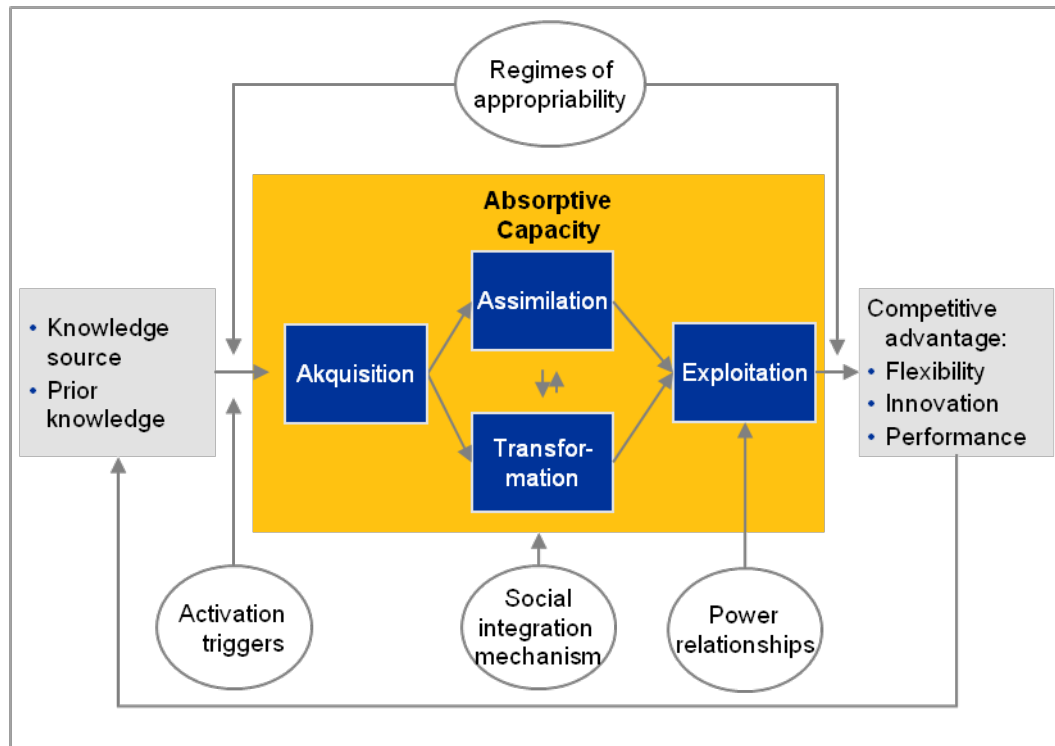 Regimes of
appropriability
Absorptive
Capacity
Assimilation
• Knowledge
source
• Prior
knowledge
Akquisition
Exploitation
Competitive
advantage:
• Flexibility
• Innovation
• Performance
Transfor-
mation
Activation
triggers
Social
integration
mechanism
Power
relationships